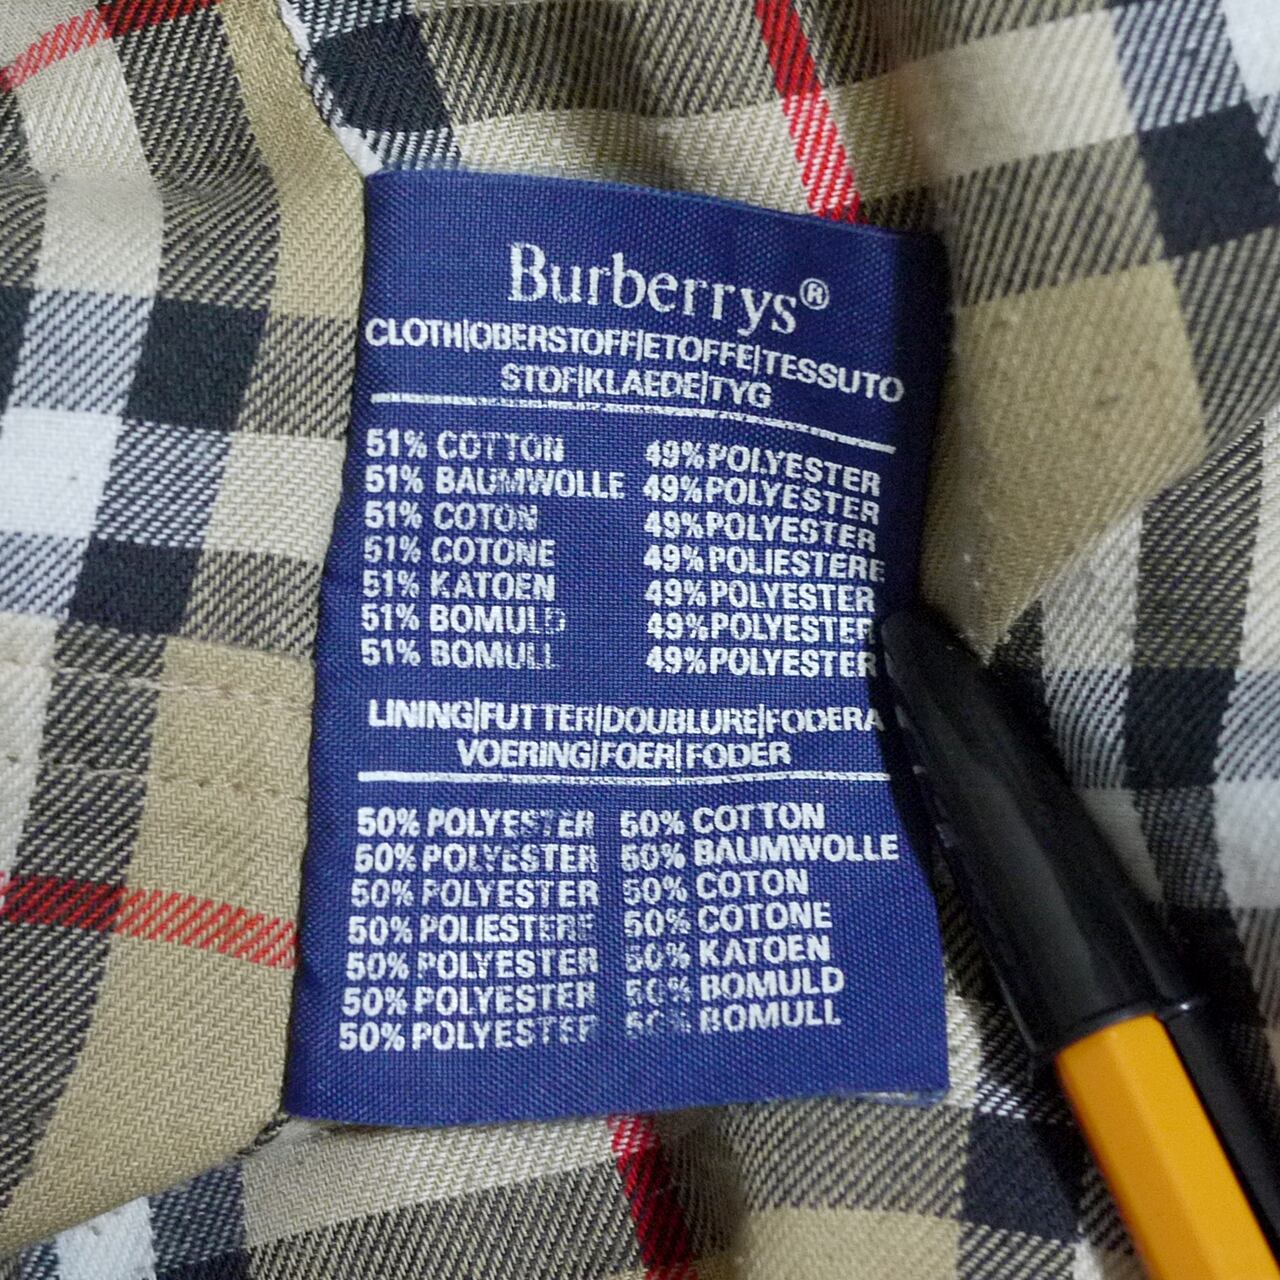 Burberrys®
CLOTH|OBERSTOFF|ETOFFE|TESSUTO
STOF|KLAEDE|TYG
51% COTTON 49% POLYESTER
51% BAUMWOLLE 49% POLYESTER
51% COTON 49% POLYESTER
51% COTONE 49% POLIESTERE
51% KATOEN 49% POLYESTER
51% BOMULD 49% POLYESTER
51% BOMULL 49% POLYESTER
LINING|FUTTER|DOUBLURE|FODERA
VOERING|FOER|FODER
50% POLYESTER 50% COTTON
50% POLYESTER 50% BAUMWOLLE
50% POLYESTER 50% COTON
50% POLIESTERE 50% COTONE
50% POLYESTER 50% KATOEN
50% POLYESTER 50% BOMULD
50% POLYESTER 50% BOMULL